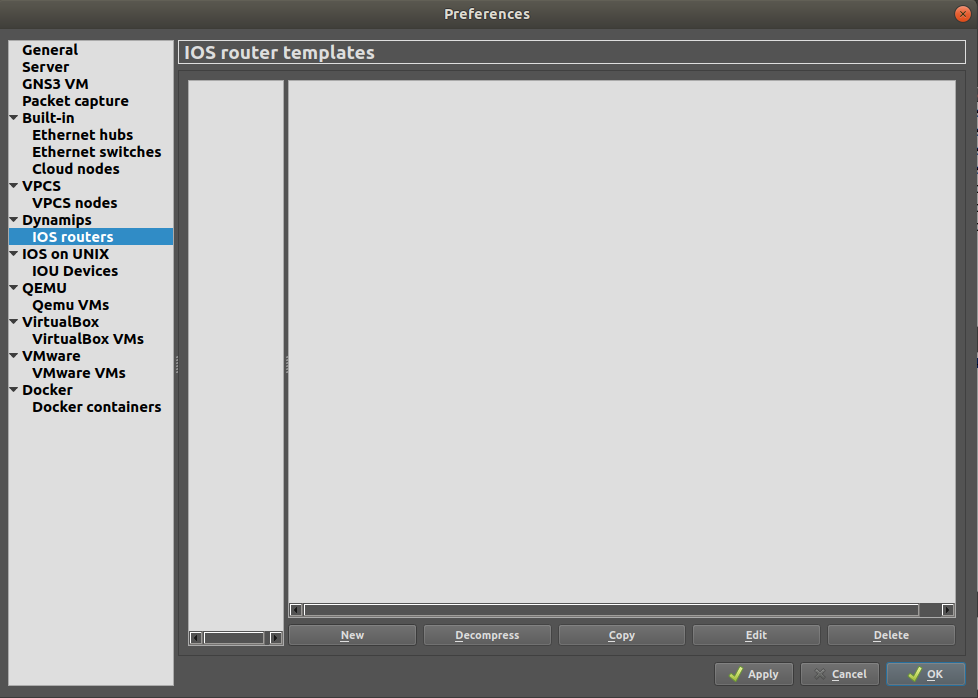 Preferences
General
Server
GNS3 VM
Packet capture
Built-in
Ethernet hubs
Ethernet switches
Cloud nodes
VPCS
VPCS nodes
Dynamips
IOS routers
IOS on UNIX
IOU Devices
QEMU
Qemu VMs
VirtualBox
VirtualBox VMs
VMware
VMware VMs
Docker
Docker containers
IOS router templates
New Decompress Copy Edit Delete
Apply Cancel OK